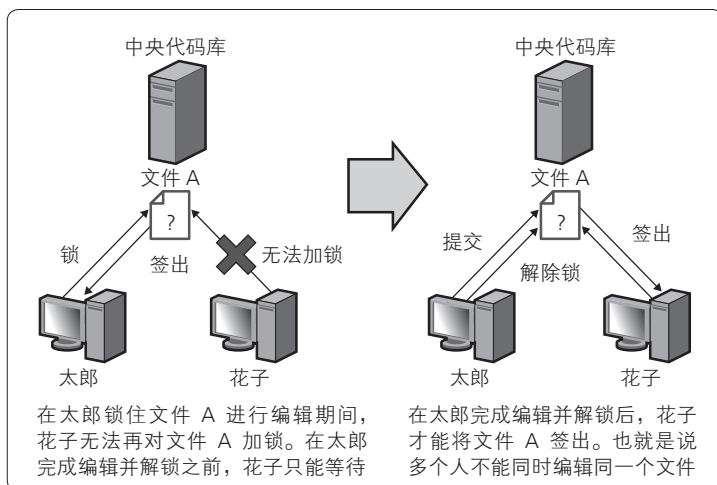 中央代码库
文件 A
?
锁
签出
无法加锁
太郎
花子
在太郎锁住文件 A 进行编辑期间，
花子无法再对文件 A 加锁。在太郎
完成编辑并解锁之前，花子只能等待
中央代码库
文件 A
?
提交
解除锁
签出
太郎
花子
在太郎完成编辑并解锁后，花子
才能将文件 A 签出。也就是说
多个人不能同时编辑同一个文件